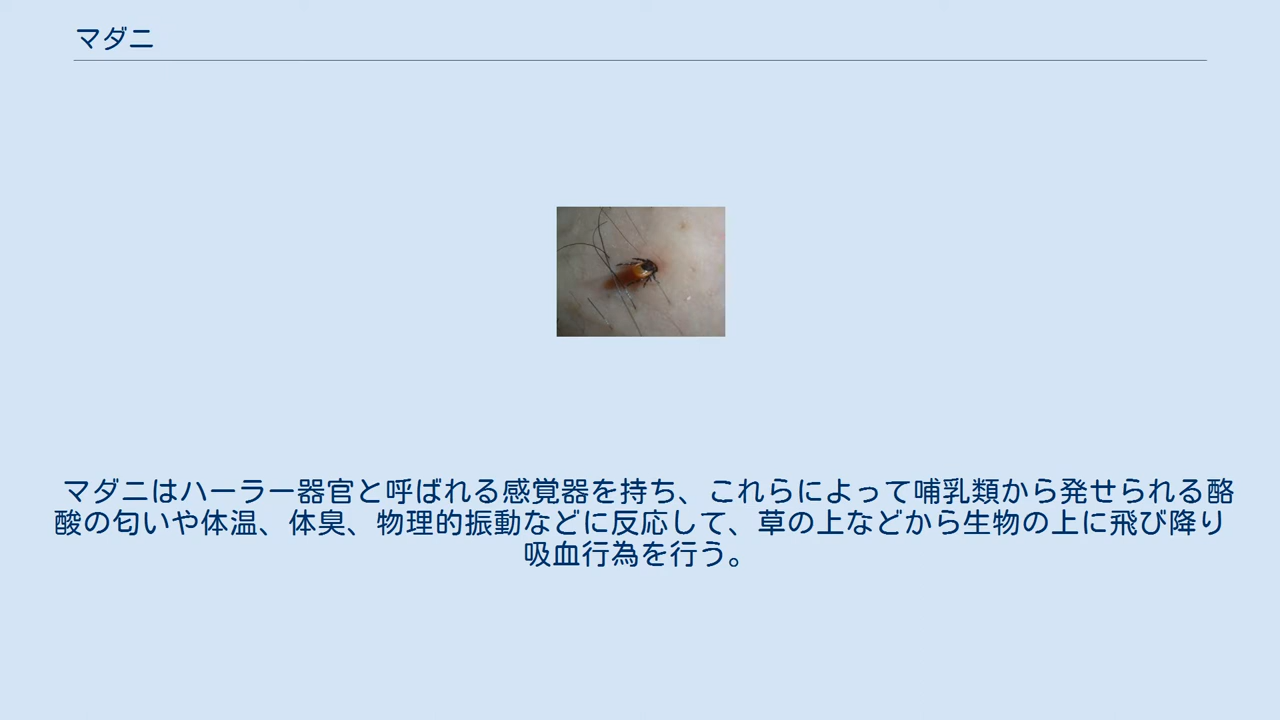 マダニ
マダニはハーラー器官と呼ばれる感覚器を持ち、これらによって哺乳類から発せられる酪
酸の匂いや体温、体臭、物理的振動などに反応して、草の上などから生物の上に飛び降り
吸血行為を行う。